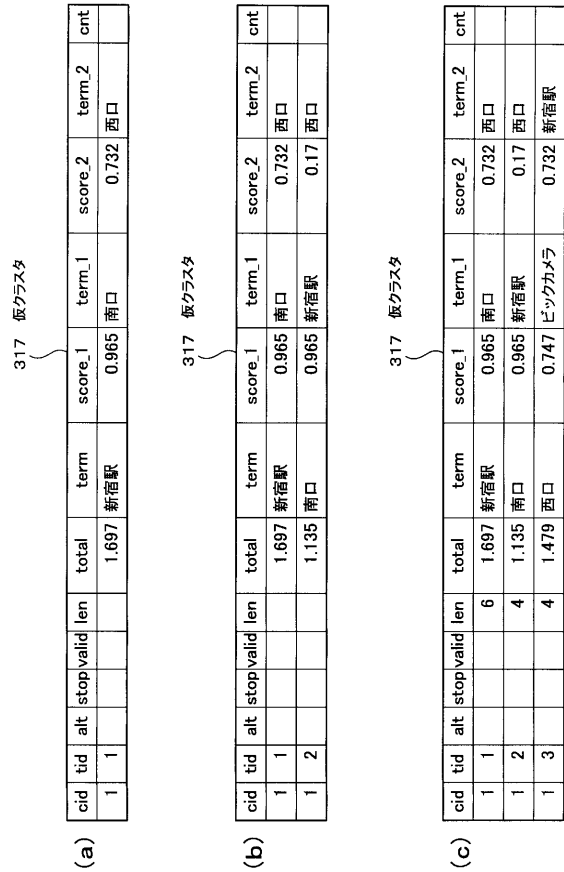 (a)
317 仮クラスタ
cid tid alt stop valid len total term score_1 term_1 score_2 term_2 cnt
1 1 1.697 新宿駅 0.965 南口 0.732 西口
(b)
317 仮クラスタ
cid tid alt stop valid len total term score_1 term_1 score_2 term_2 cnt
1 1 1.697 新宿駅 0.965 南口 0.732 西口
1 2 1.135 南口 0.965 新宿駅 0.17 西口
(c)
317 仮クラスタ
cid tid alt stop valid len total term score_1 term_1 score_2 term_2 cnt
1 1 6 1.697 新宿駅 0.965 南口 0.732 西口
1 2 4 1.135 南口 0.965 新宿駅 0.17 西口
1 3 4 1.479 西口 0.747 ビックカメラ 0.732 新宿駅